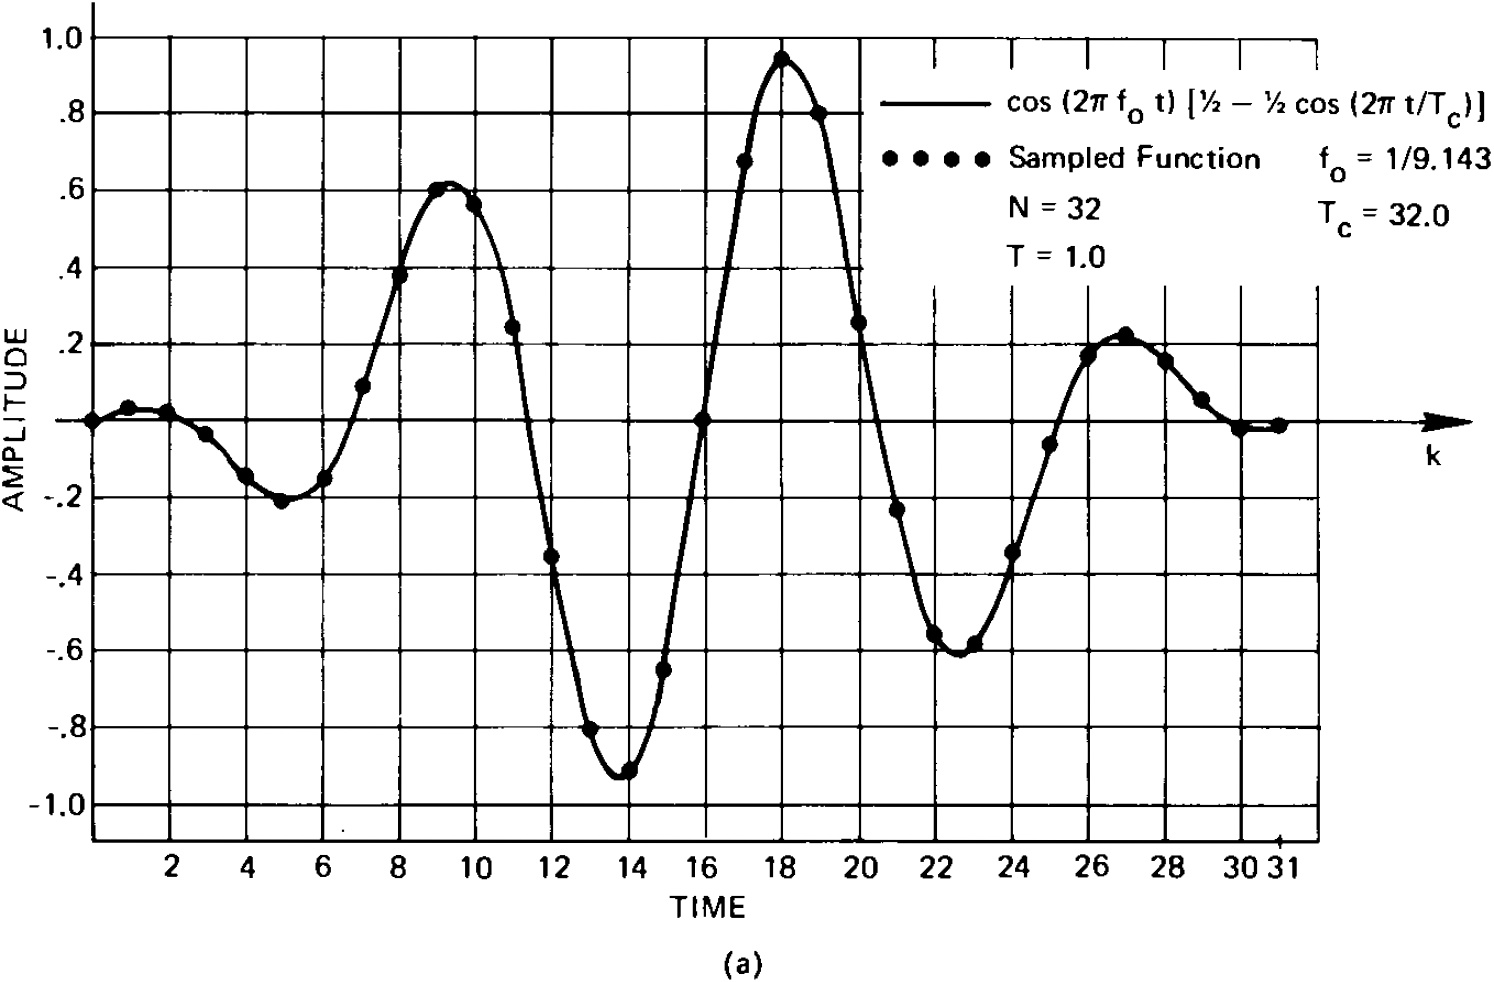 1.0
.8
.6
.4
.2
-.2
-.4
-.6
-.8
-1.0
AMPLITUDE
cos (2π f₀ t) [½ – ½ cos (2π t/T_c)]
Sampled Function f₀ = 1/9.143
N = 32 T_c = 32.0
T = 1.0
k
2 4 6 8 10 12 14 16 18 20 22 24 26 28 30 31
TIME
(a)